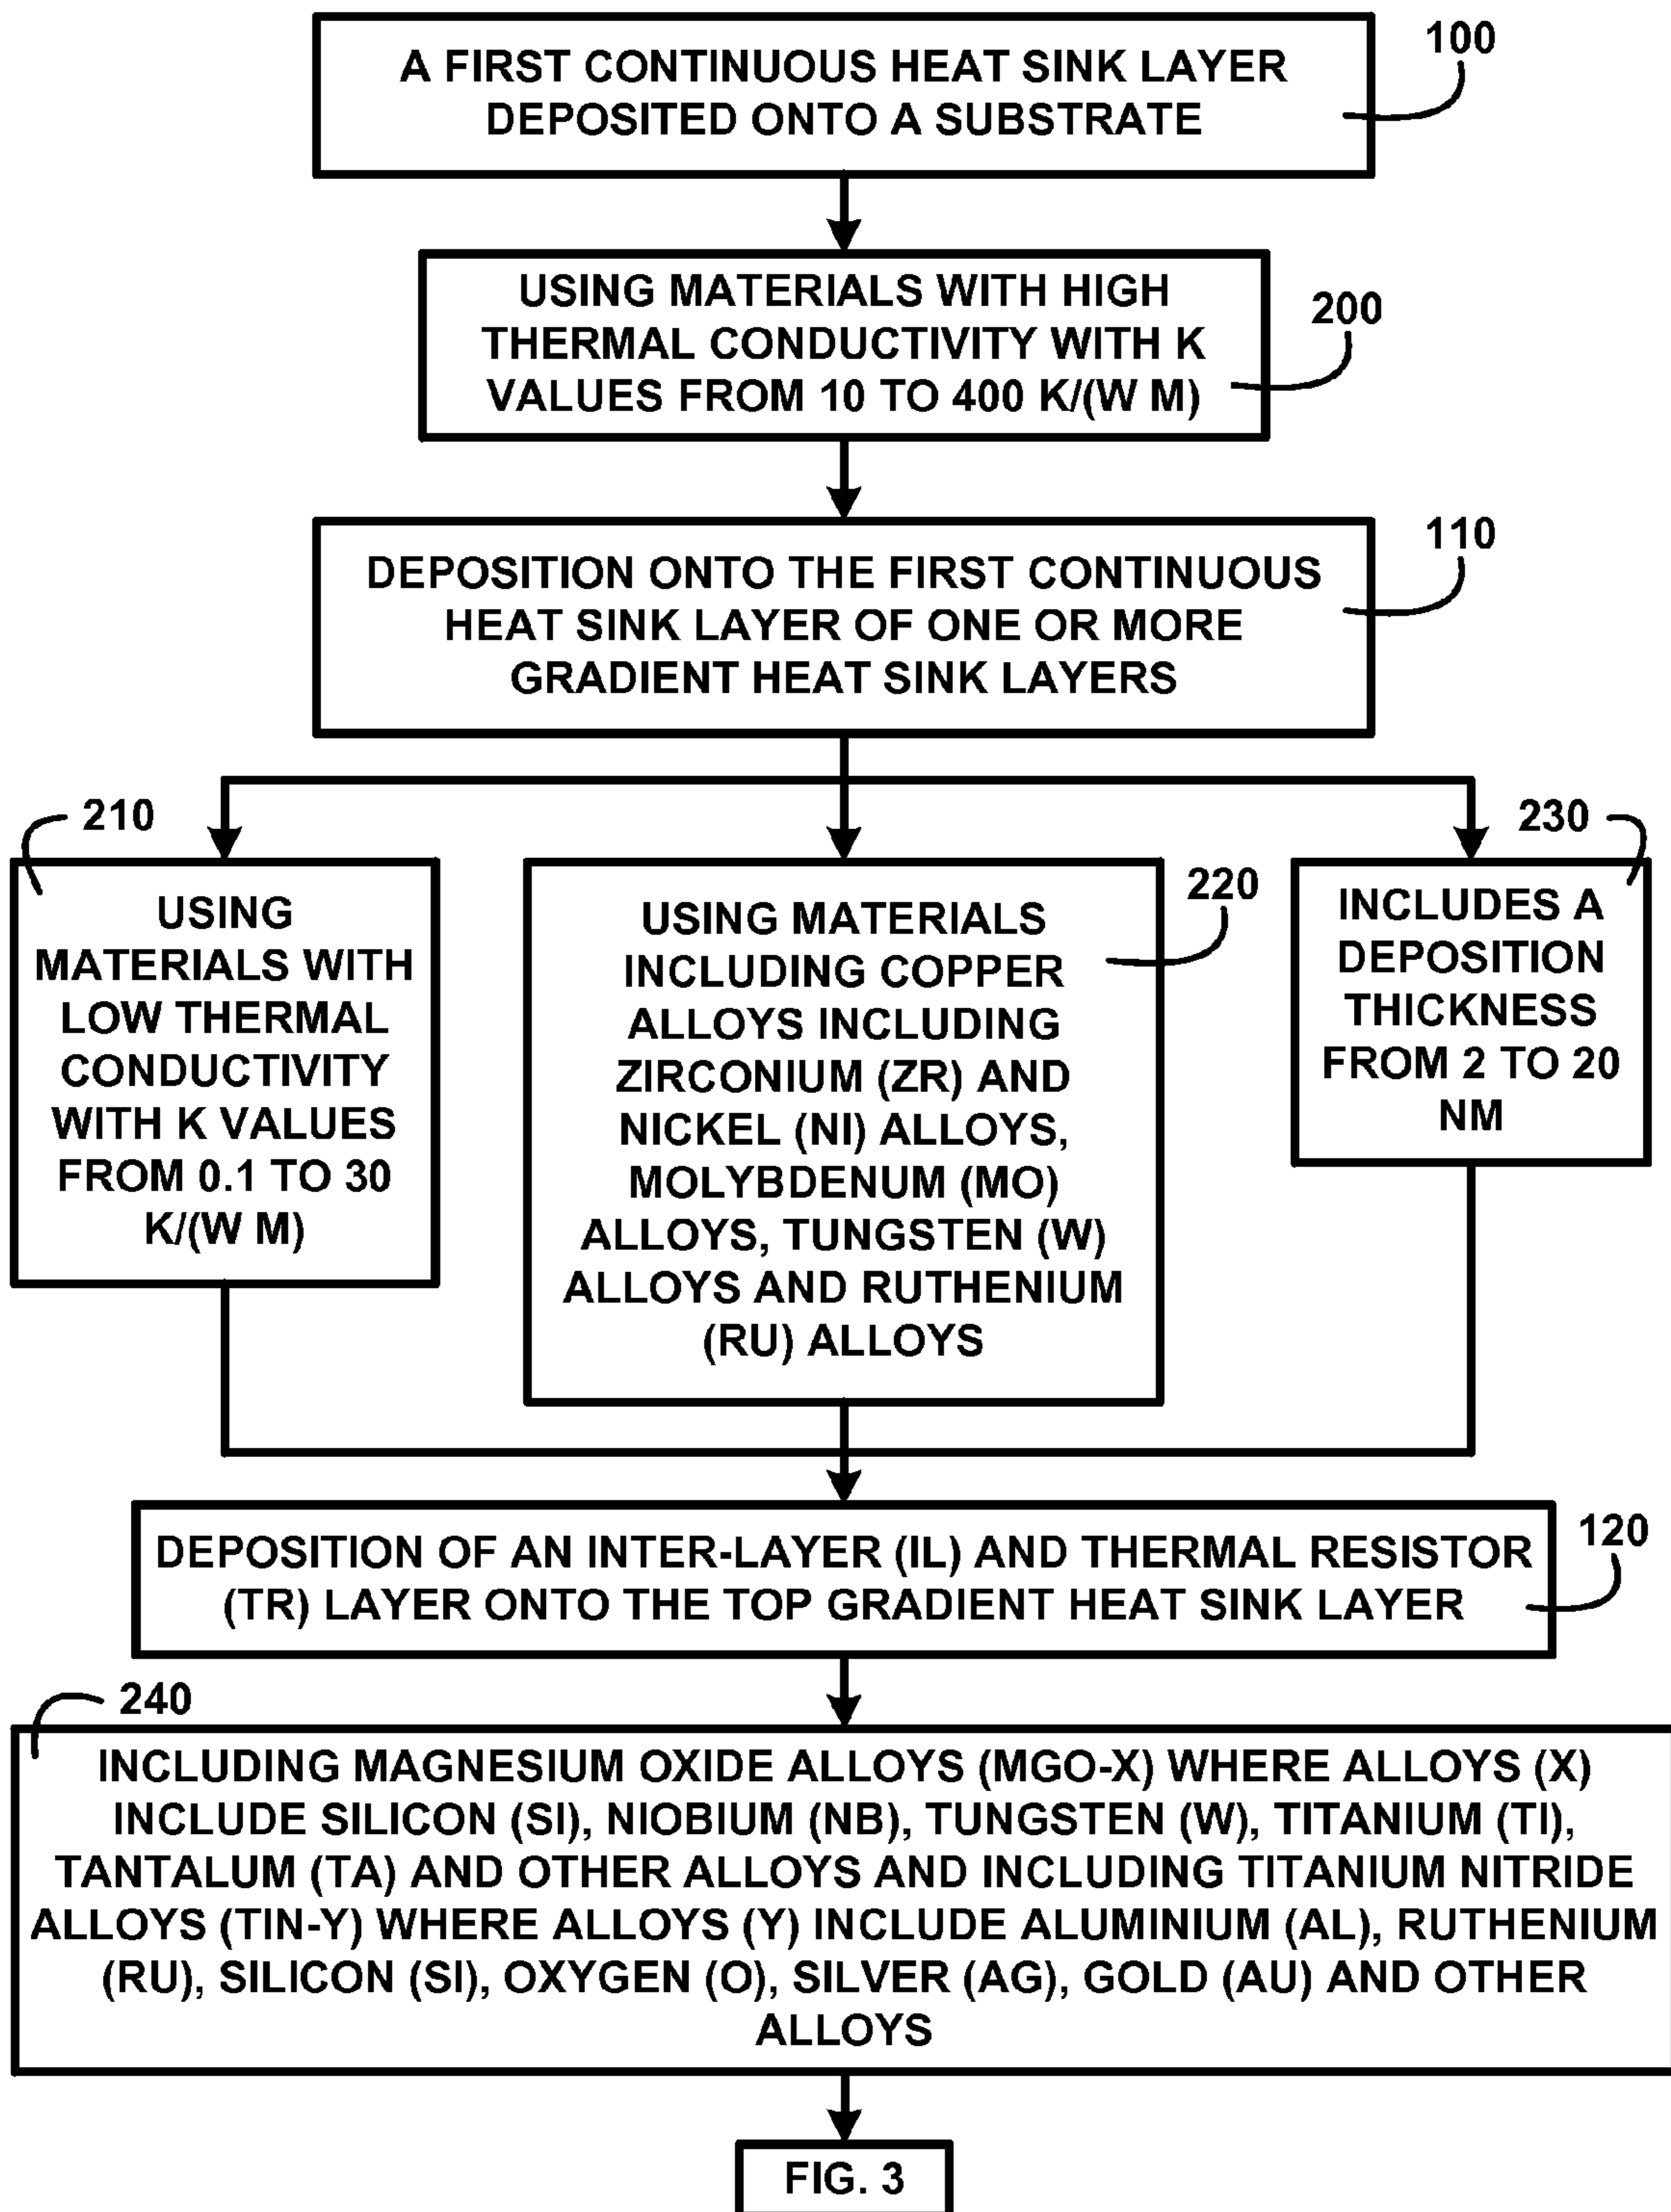 A FIRST CONTINUOUS HEAT SINK LAYER
DEPOSITED ONTO A SUBSTRATE
100
USING MATERIALS WITH HIGH
THERMAL CONDUCTIVITY WITH K
VALUES FROM 10 TO 400 K/(W M)
200
DEPOSITION ONTO THE FIRST CONTINUOUS
HEAT SINK LAYER OF ONE OR MORE
GRADIENT HEAT SINK LAYERS
110
210
USING
MATERIALS WITH
LOW THERMAL
CONDUCTIVITY
WITH K VALUES
FROM 0.1 TO 30
K/(W M)
220
USING MATERIALS
INCLUDING COPPER
ALLOYS INCLUDING
ZIRCONIUM (ZR) AND
NICKEL (NI) ALLOYS,
MOLYBDENUM (MO)
ALLOYS, TUNGSTEN (W)
ALLOYS AND RUTHENIUM
(RU) ALLOYS
230
INCLUDES A
DEPOSITION
THICKNESS
FROM 2 TO 20
NM
DEPOSITION OF AN INTER-LAYER (IL) AND THERMAL RESISTOR
(TR) LAYER ONTO THE TOP GRADIENT HEAT SINK LAYER
120
240
INCLUDING MAGNESIUM OXIDE ALLOYS (MGO-X) WHERE ALLOYS (X)
INCLUDE SILICON (SI), NIOBIUM (NB), TUNGSTEN (W), TITANIUM (TI),
TANTALUM (TA) AND OTHER ALLOYS AND INCLUDING TITANIUM NITRIDE
ALLOYS (TIN-Y) WHERE ALLOYS (Y) INCLUDE ALUMINIUM (AL), RUTHENIUM
(RU), SILICON (SI), OXYGEN (O), SILVER (AG), GOLD (AU) AND OTHER
ALLOYS
FIG. 3